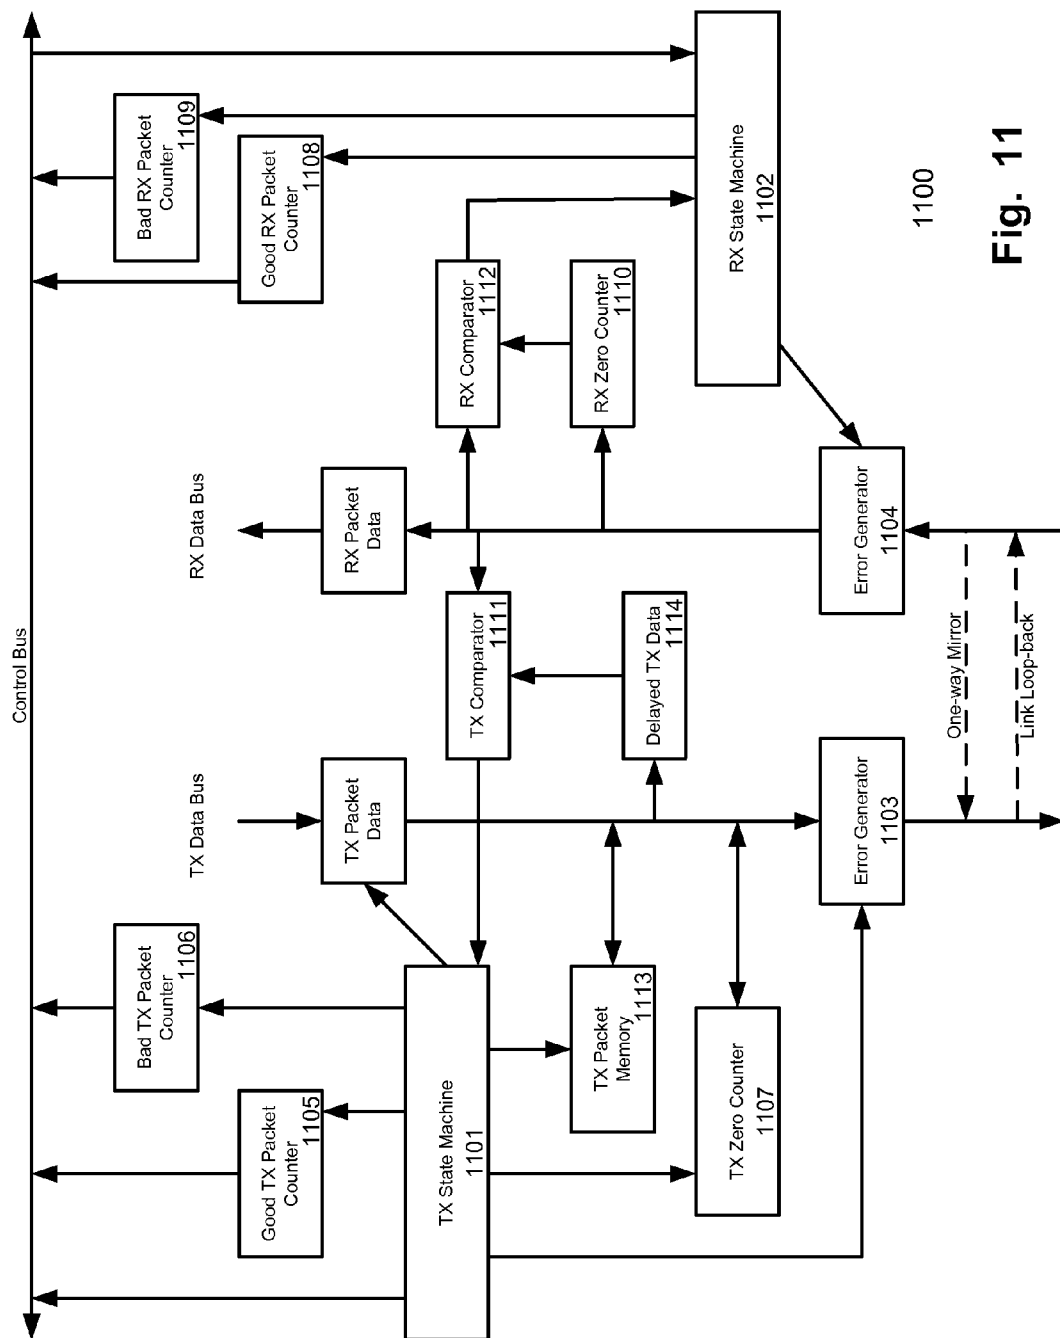 Control Bus
Good TX Packet
Counter
1105
Bad TX Packet
Counter
1106
TX Data Bus
RX Data Bus
Good RX Packet
Counter
1108
Bad RX Packet
Counter
1109
TX Packet
Data
RX Packet
Data
TX State Machine
1101
TX Comparator
1111
RX Comparator
1112
TX Packet
Memory
1113
Delayed TX Data
1114
RX Zero Counter
1110
TX Zero Counter
1107
RX State Machine
1102
Error Generator
1103
Error Generator
1104
One-way Mirror
Link Loop-back
1100
Fig. 11